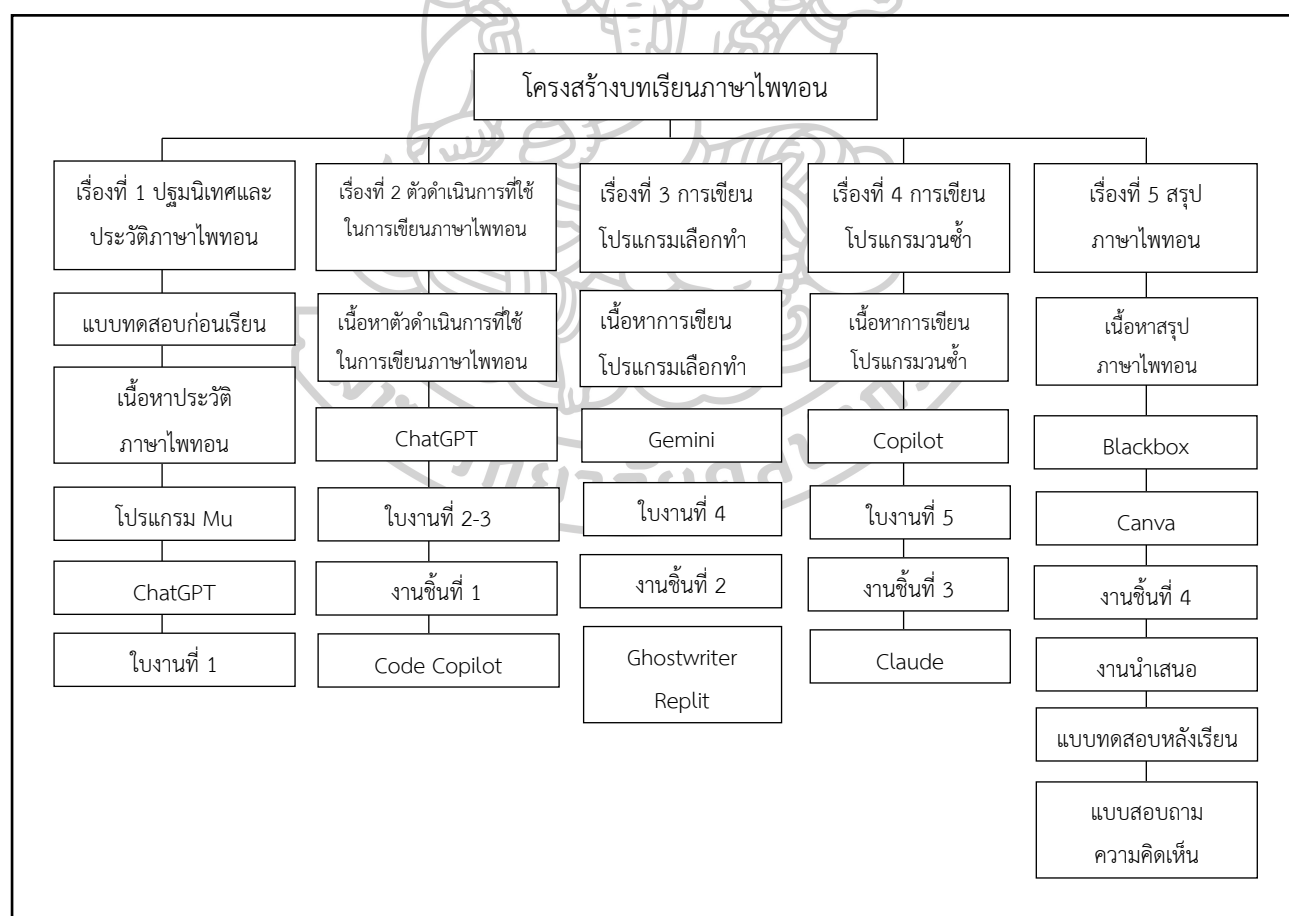 โครงสร้างบทเรียนภาษาไพทอน
เรื่องที่ 1 ปฐมนิเทศและ
ประวัติภาษาไพทอน
แบบทดสอบก่อนเรียน
เนื้อหาประวัติ
ภาษาไพทอน
โปรแกรม Mu
ChatGPT
ใบงานที่ 1
เรื่องที่ 2 ตัวดำเนินการที่ใช้
ในการเขียนภาษาไพทอน
เนื้อหาตัวดำเนินการที่ใช้
ในการเขียนภาษาไพทอน
ChatGPT
ใบงานที่ 2-3
งานชิ้นที่ 1
Code Copilot
เรื่องที่ 3 การเขียน
โปรแกรมเลือกทำ
เนื้อหาการเขียน
โปรแกรมเลือกทำ
Gemini
ใบงานที่ 4
งานชิ้นที่ 2
Ghostwriter
Replit
เรื่องที่ 4 การเขียน
โปรแกรมวนซ้ำ
เนื้อหาการเขียน
โปรแกรมวนซ้ำ
Copilot
ใบงานที่ 5
งานชิ้นที่ 3
Claude
เรื่องที่ 5 สรุป
ภาษาไพทอน
เนื้อหาสรุป
ภาษาไพทอน
Blackbox
Canva
งานชิ้นที่ 4
งานนำเสนอ
แบบทดสอบหลังเรียน
แบบสอบถาม
ความคิดเห็น